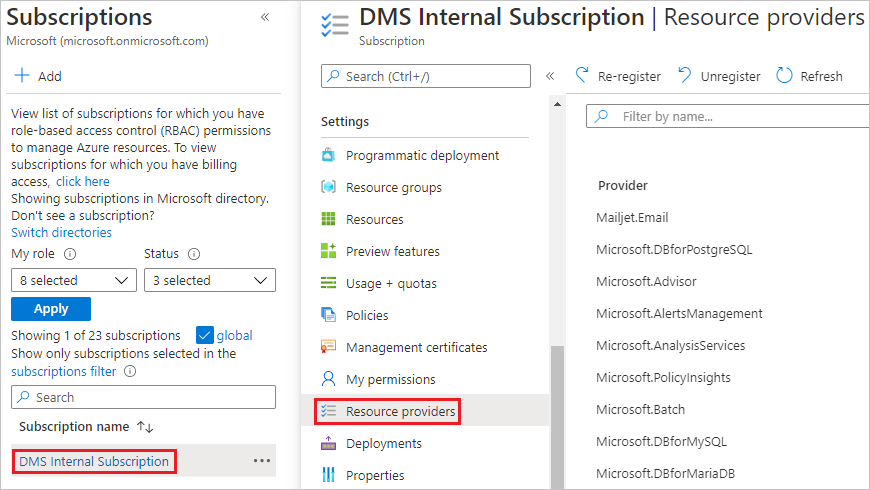 Subscriptions
Microsoft (microsoft.onmicrosoft.com)
Add
View list of subscriptions for which you have
role-based access control (RBAC) permissions
to manage Azure resources. To view
subscriptions for which you have billing
access, click here
Showing subscriptions in Microsoft directory.
Don't see a subscription?
Switch directories
My role
Status
8 selected
3 selected
Apply
Showing 1 of 23 subscriptions
global
Show only subscriptions selected in the
subscriptions filter
Search
Subscription name
DMS Internal Subscription
DMS Internal Subscription | Resource providers
Subscription
Search (Ctrl+/)
Settings
Programmatic deployment
Resource groups
Resources
Preview features
Usage + quotas
Policies
Management certificates
My permissions
Resource providers
Deployments
Properties
Re-register
Unregister
Refresh
Filter by name...
Provider
Mailjet.Email
Microsoft.DBforPostgreSQL
Microsoft.Advisor
Microsoft.AlertsManagement
Microsoft.AnalysisServices
Microsoft.PolicyInsights
Microsoft.Batch
Microsoft.DBforMySQL
Microsoft.DBforMariaDB